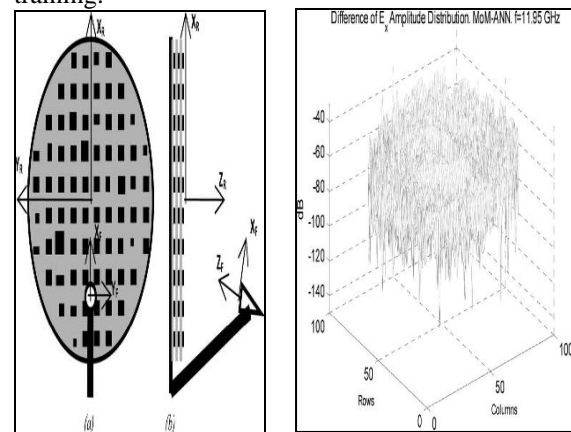 training.
X_R
X_R
Y_R
Z_R
X_F
Y_F
X_F
Z_F
(a)
(b)
Difference of E_x Amplitude Distribution. MoM-ANN. f=11.95 GHz
-40
-60
-80
-100
-120
-140
dB
100
50
0
Rows
0
50
100
Columns